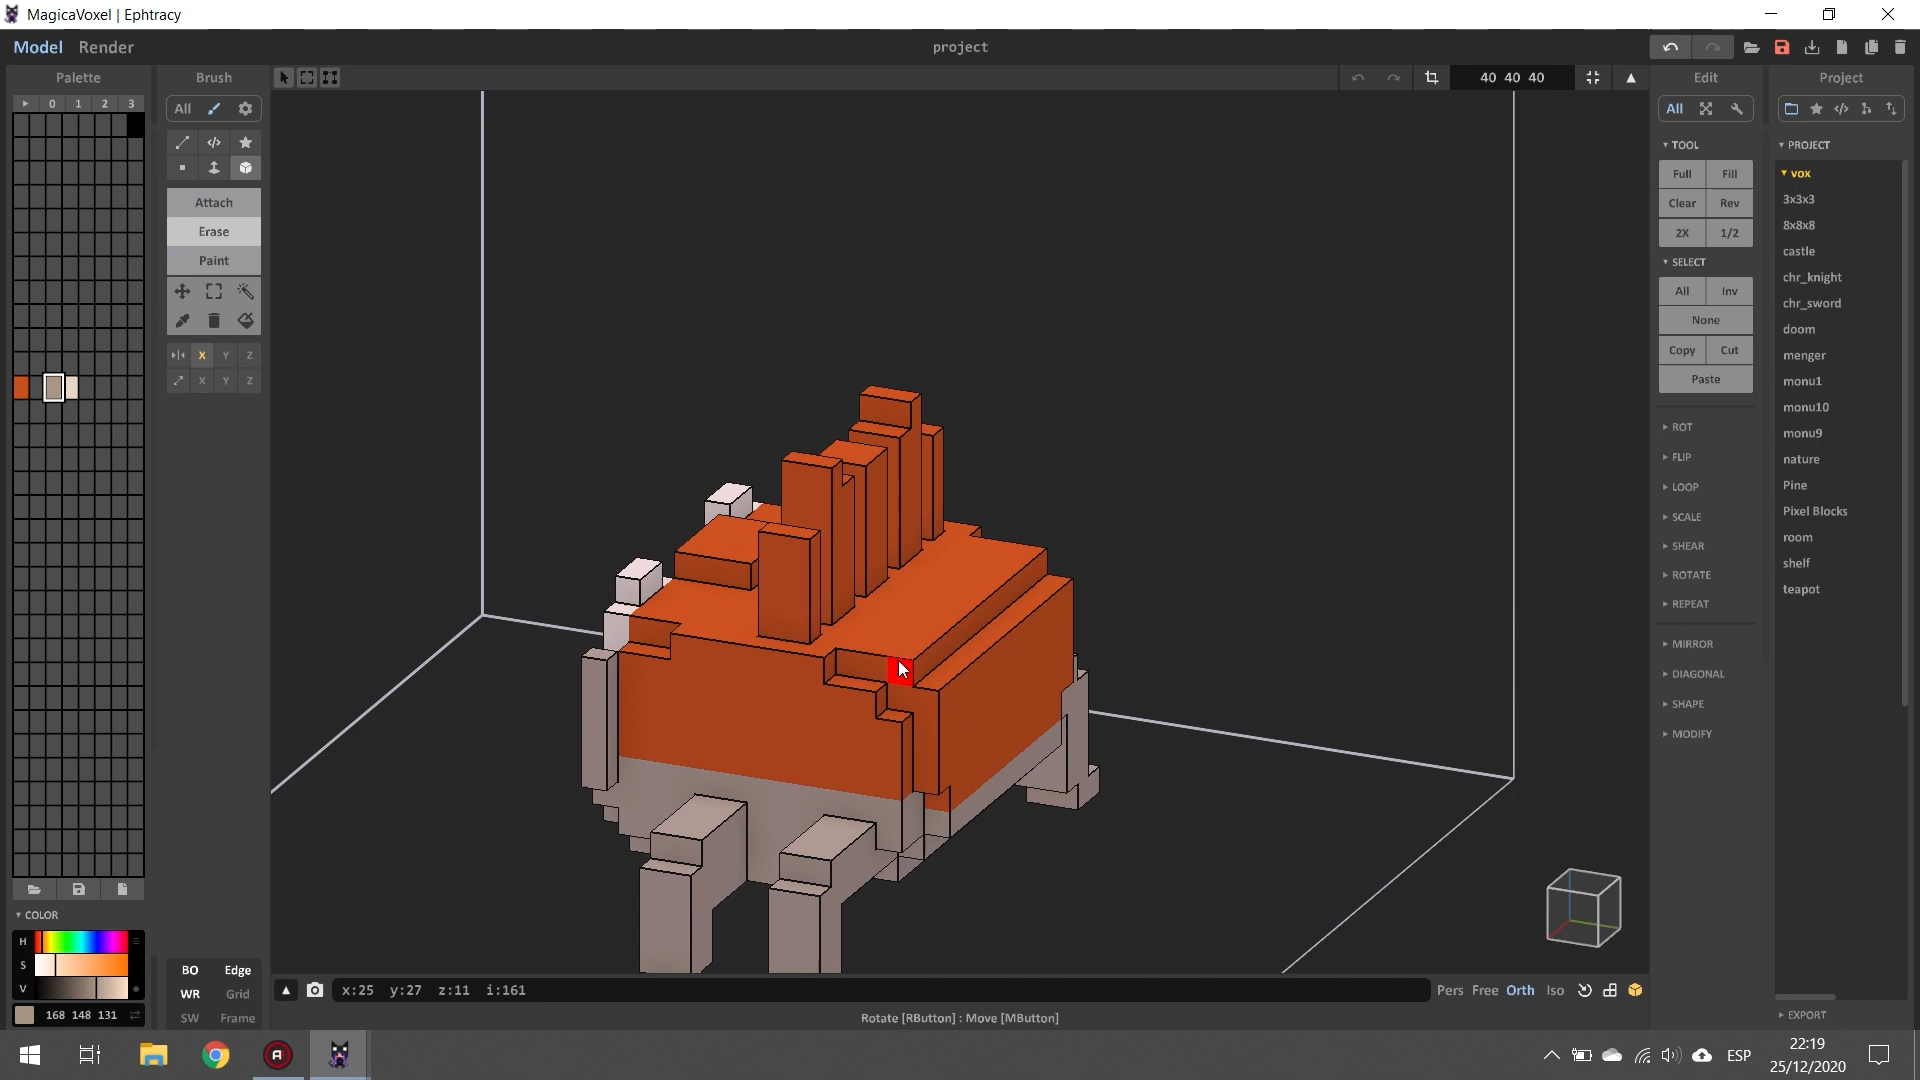 MagicaVoxel | Ephtracy
Model Render
project
Palette
Brush
40 40 40
Edit
Project
0 1 2 3
All
All
TOOL
PROJECT
Full Fill
vox
Attach
Clear Rev
3x3x3
Erase
2X 1/2
8x8x8
Paint
SELECT
castle
All Inv
chr_knight
None
chr_sword
Copy Cut
doom
Paste
menger
X Y Z
X Y Z
monu1
monu10
ROT
monu9
FLIP
nature
LOOP
Pine
SCALE
Pixel Blocks
SHEAR
room
ROTATE
shelf
REPEAT
teapot
MIRROR
DIAGONAL
SHAPE
MODIFY
COLOR
H
S
V
168 148 131
BO Edge
WR Grid
SW Frame
x:25 y:27 z:11 i:161
Pers Free Orth Iso
Rotate [RButton] : Move [MButton]
EXPORT
ESP
22:19
25/12/2020